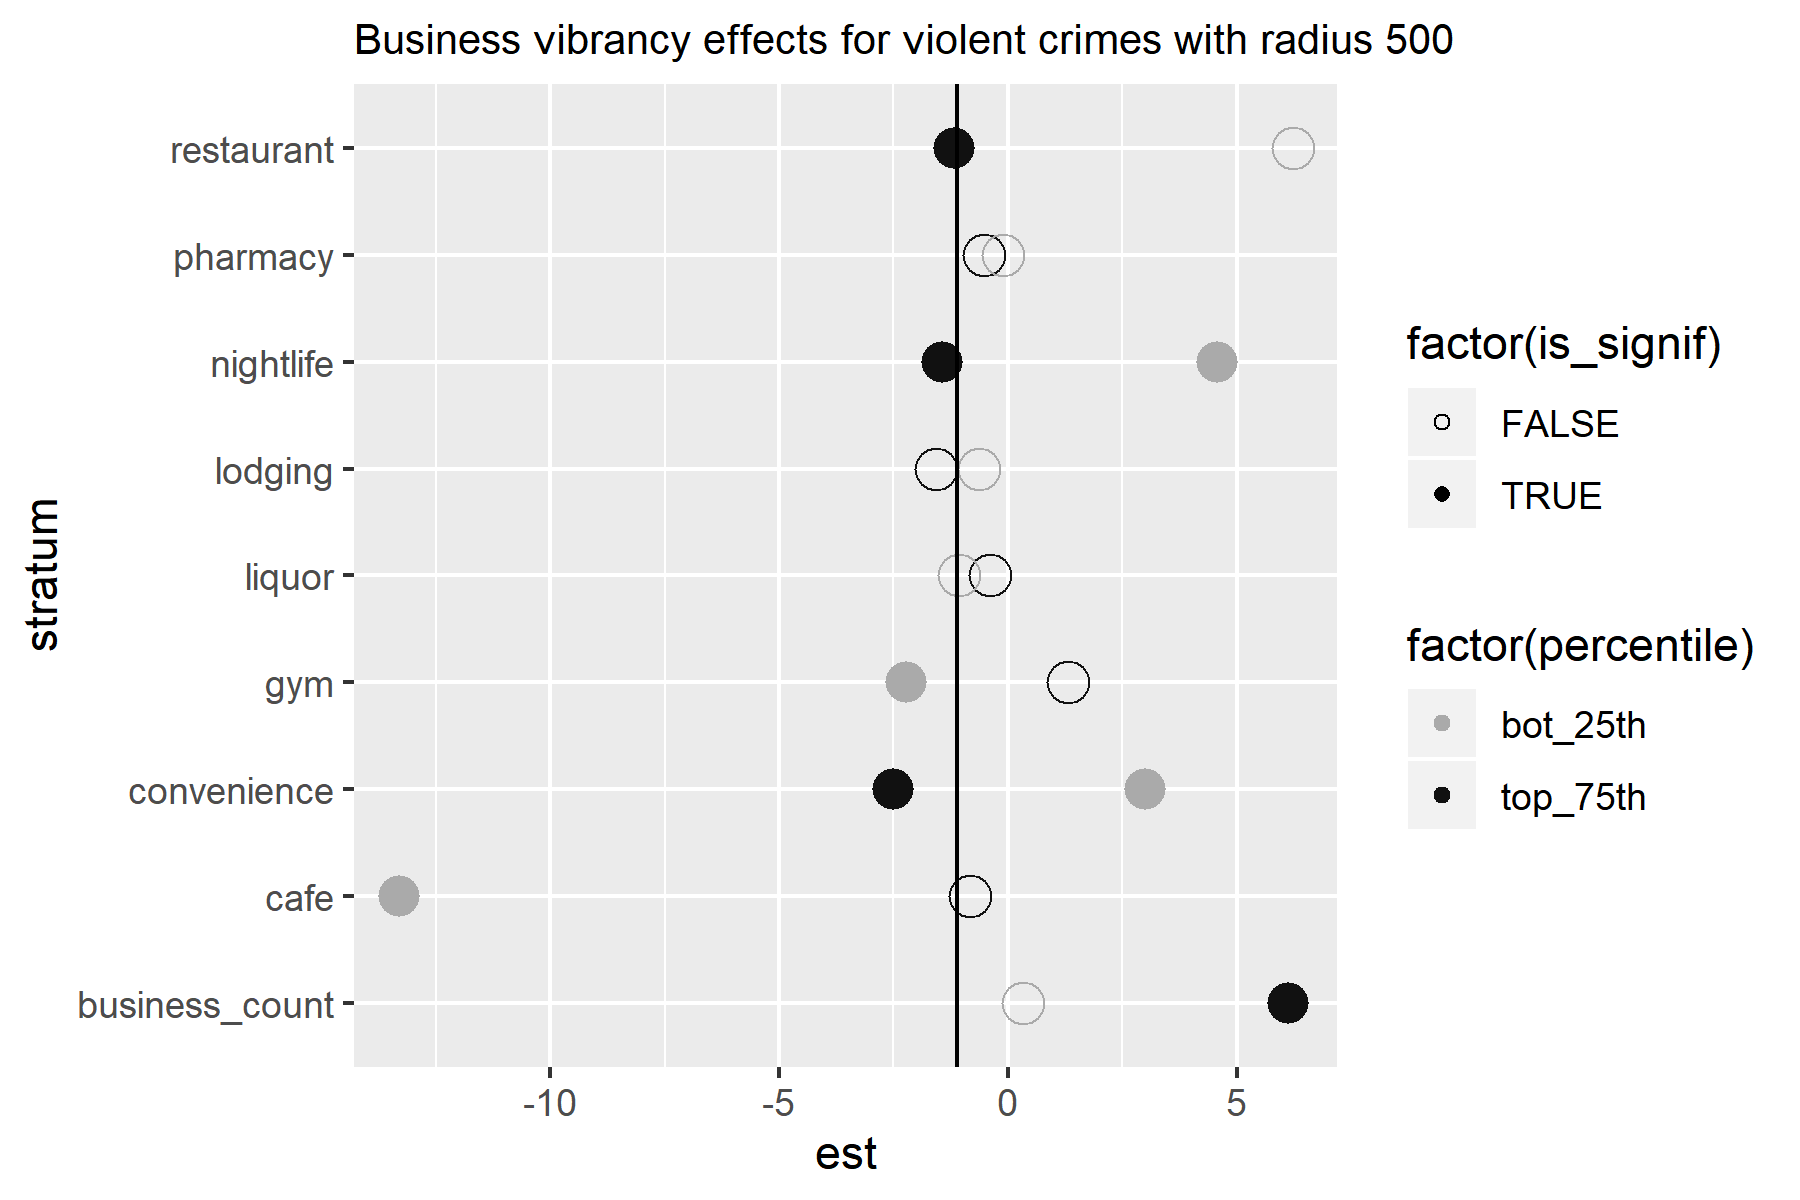 Business vibrancy effects for violent crimes with radius 500
restaurant
pharmacy
nightlife
lodging
liquor
gym
convenience
cafe
business_count
stratum
-10
-5
0
5
est
factor(is_signif)
FALSE
TRUE
factor(percentile)
bot_25th
top_75th